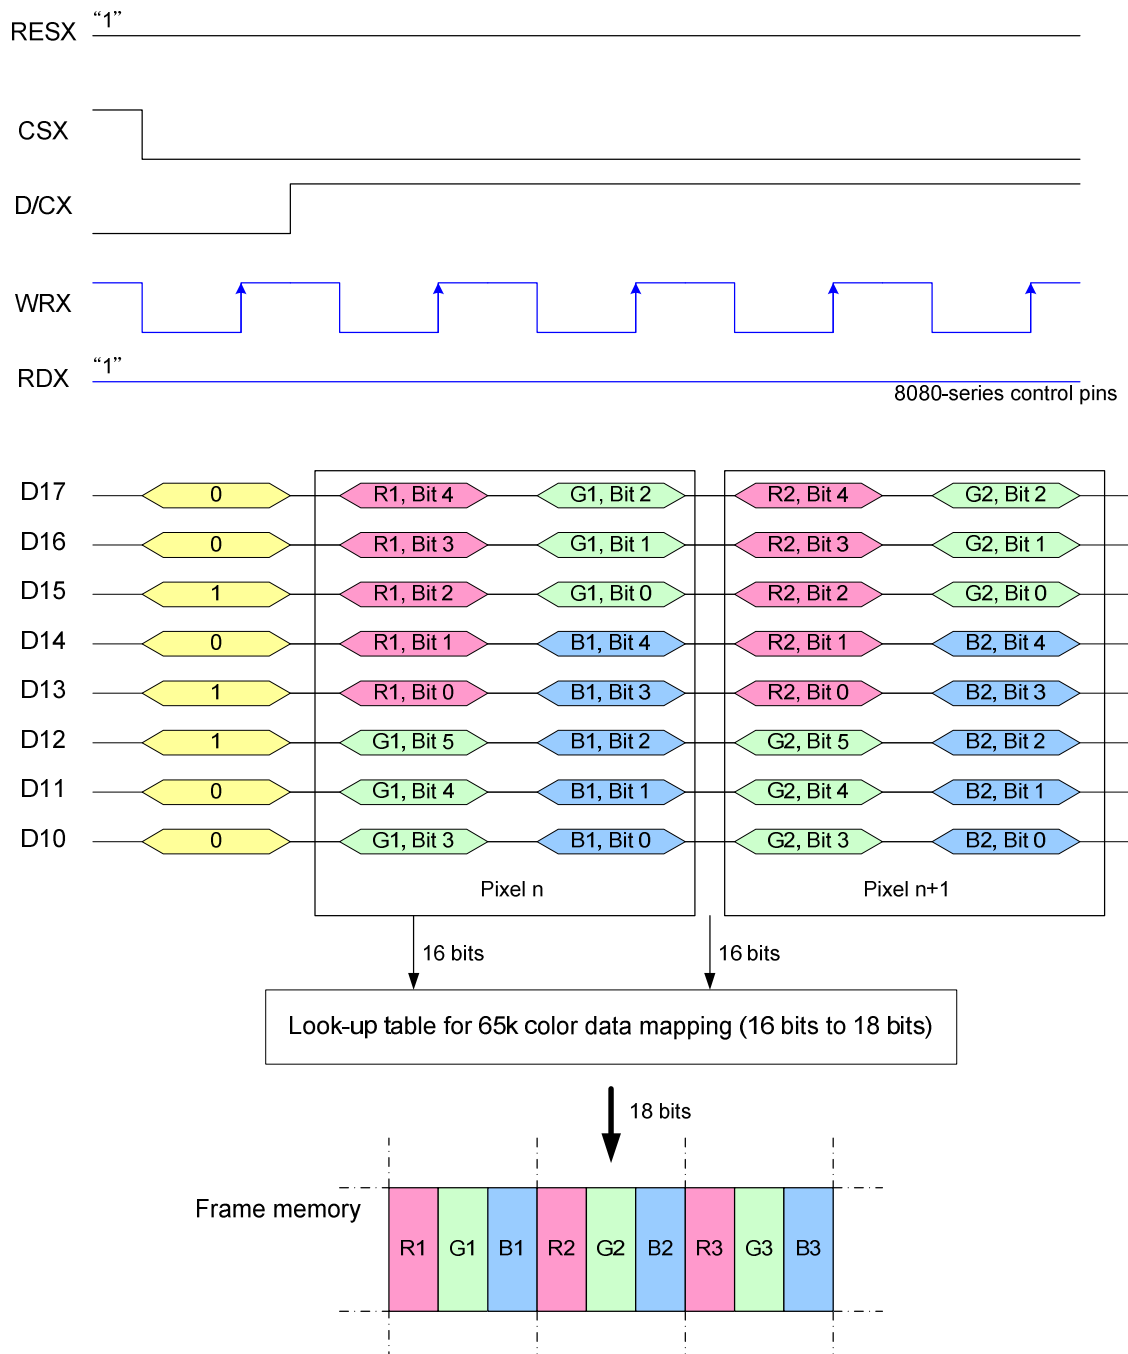 RESX “1”
CSX
D/CX
WRX
RDX “1”
8080-series control pins
D17 0 R1, Bit 4 G1, Bit 2 R2, Bit 4 G2, Bit 2
D16 0 R1, Bit 3 G1, Bit 1 R2, Bit 3 G2, Bit 1
D15 1 R1, Bit 2 G1, Bit 0 R2, Bit 2 G2, Bit 0
D14 0 R1, Bit 1 B1, Bit 4 R2, Bit 1 B2, Bit 4
D13 1 R1, Bit 0 B1, Bit 3 R2, Bit 0 B2, Bit 3
D12 1 G1, Bit 5 B1, Bit 2 G2, Bit 5 B2, Bit 2
D11 0 G1, Bit 4 B1, Bit 1 G2, Bit 4 B2, Bit 1
D10 0 G1, Bit 3 B1, Bit 0 G2, Bit 3 B2, Bit 0
Pixel n Pixel n+1
16 bits 16 bits
Look-up table for 65k color data mapping (16 bits to 18 bits)
18 bits
Frame memory
R1 G1 B1 R2 G2 B2 R3 G3 B3